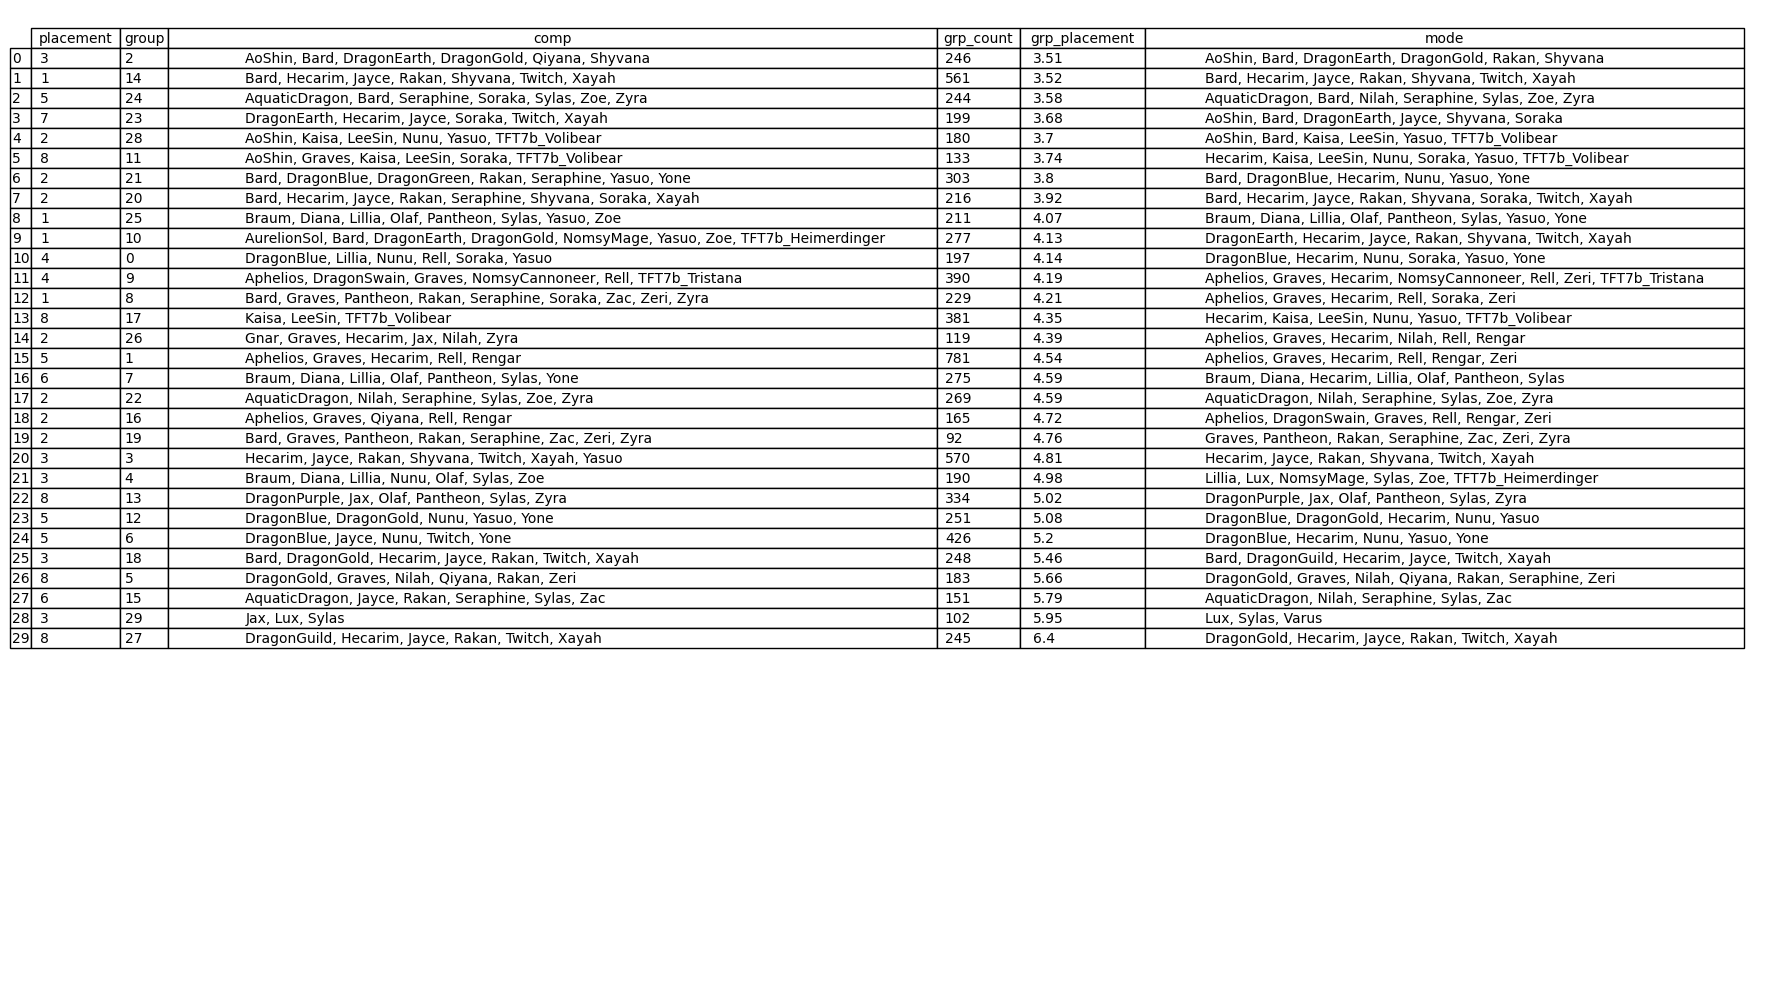 placement group comp grp_count grp_placement mode
0 3 2 AoShin, Bard, DragonEarth, DragonGold, Qiyana, Shyvana 246 3.51 AoShin, Bard, DragonEarth, DragonGold, Rakan, Shyvana
1 1 14 Bard, Hecarim, Jayce, Rakan, Shyvana, Twitch, Xayah 561 3.52 Bard, Hecarim, Jayce, Rakan, Shyvana, Twitch, Xayah
2 5 24 AquaticDragon, Bard, Seraphine, Soraka, Sylas, Zoe, Zyra 244 3.58 AquaticDragon, Bard, Nilah, Seraphine, Sylas, Zoe, Zyra
3 7 23 DragonEarth, Hecarim, Jayce, Soraka, Twitch, Xayah 199 3.68 AoShin, Bard, DragonEarth, Jayce, Shyvana, Soraka
4 2 28 AoShin, Kaisa, LeeSin, Nunu, Yasuo, TFT7b_Volibear 180 3.7 AoShin, Bard, Kaisa, LeeSin, Yasuo, TFT7b_Volibear
5 8 11 AoShin, Graves, Kaisa, LeeSin, Soraka, TFT7b_Volibear 133 3.74 Hecarim, Kaisa, LeeSin, Nunu, Soraka, Yasuo, TFT7b_Volibear
6 2 21 Bard, DragonBlue, DragonGreen, Rakan, Seraphine, Yasuo, Yone 303 3.8 Bard, DragonBlue, Hecarim, Nunu, Yasuo, Yone
7 2 20 Bard, Hecarim, Jayce, Rakan, Seraphine, Shyvana, Soraka, Xayah 216 3.92 Bard, Hecarim, Jayce, Rakan, Shyvana, Soraka, Twitch, Xayah
8 1 25 Braum, Diana, Lillia, Olaf, Pantheon, Sylas, Yasuo, Zoe 211 4.07 Braum, Diana, Lillia, Olaf, Pantheon, Sylas, Yasuo, Yone
9 1 10 AurelionSol, Bard, DragonEarth, DragonGold, NomsyMage, Yasuo, Zoe, TFT7b_Heimerdinger 277 4.13 DragonEarth, Hecarim, Jayce, Rakan, Shyvana, Twitch, Xayah
10 4 0 DragonBlue, Lillia, Nunu, Rell, Soraka, Yasuo 197 4.14 DragonBlue, Hecarim, Nunu, Soraka, Yasuo, Yone
11 4 9 Aphelios, DragonSwain, Graves, NomsyCannoneer, Rell, TFT7b_Tristana 390 4.19 Aphelios, Graves, Hecarim, NomsyCannoneer, Rell, Zeri, TFT7b_Tristana
12 1 8 Bard, Graves, Pantheon, Rakan, Seraphine, Soraka, Zac, Zeri, Zyra 229 4.21 Aphelios, Graves, Hecarim, Rell, Soraka, Zeri
13 8 17 Kaisa, LeeSin, TFT7b_Volibear 381 4.35 Hecarim, Kaisa, LeeSin, Nunu, Yasuo, TFT7b_Volibear
14 2 26 Gnar, Graves, Hecarim, Jax, Nilah, Zyra 119 4.39 Aphelios, Graves, Hecarim, Nilah, Rell, Rengar
15 5 1 Aphelios, Graves, Hecarim, Rell, Rengar 781 4.54 Aphelios, Graves, Hecarim, Rell, Rengar, Zeri
16 6 7 Braum, Diana, Lillia, Olaf, Pantheon, Sylas, Yone 275 4.59 Braum, Diana, Hecarim, Lillia, Olaf, Pantheon, Sylas
17 2 22 AquaticDragon, Nilah, Seraphine, Sylas, Zoe, Zyra 269 4.59 AquaticDragon, Nilah, Seraphine, Sylas, Zoe, Zyra
18 2 16 Aphelios, Graves, Qiyana, Rell, Rengar 165 4.72 Aphelios, DragonSwain, Graves, Rell, Rengar, Zeri
19 2 19 Bard, Graves, Pantheon, Rakan, Seraphine, Zac, Zeri, Zyra 92 4.76 Graves, Pantheon, Rakan, Seraphine, Zac, Zeri, Zyra
20 3 3 Hecarim, Jayce, Rakan, Shyvana, Twitch, Xayah, Yasuo 570 4.81 Hecarim, Jayce, Rakan, Shyvana, Twitch, Xayah
21 3 4 Braum, Diana, Lillia, Nunu, Olaf, Sylas, Zoe 190 4.98 Lillia, Lux, NomsyMage, Sylas, Zoe, TFT7b_Heimerdinger
22 8 13 DragonPurple, Jax, Olaf, Pantheon, Sylas, Zyra 334 5.02 DragonPurple, Jax, Olaf, Pantheon, Sylas, Zyra
23 5 12 DragonBlue, DragonGold, Nunu, Yasuo, Yone 251 5.08 DragonBlue, DragonGold, Hecarim, Nunu, Yasuo
24 5 6 DragonBlue, Jayce, Nunu, Twitch, Yone 426 5.2 DragonBlue, Hecarim, Nunu, Yasuo, Yone
25 3 18 Bard, DragonGold, Hecarim, Jayce, Rakan, Twitch, Xayah 248 5.46 Bard, DragonGuild, Hecarim, Jayce, Twitch, Xayah
26 8 5 DragonGold, Graves, Nilah, Qiyana, Rakan, Zeri 183 5.66 DragonGold, Graves, Nilah, Qiyana, Rakan, Seraphine, Zeri
27 6 15 AquaticDragon, Jayce, Rakan, Seraphine, Sylas, Zac 151 5.79 AquaticDragon, Nilah, Seraphine, Sylas, Zac
28 3 29 Jax, Lux, Sylas 102 5.95 Lux, Sylas, Varus
29 8 27 DragonGuild, Hecarim, Jayce, Rakan, Twitch, Xayah 245 6.4 DragonGold, Hecarim, Jayce, Rakan, Twitch, Xayah